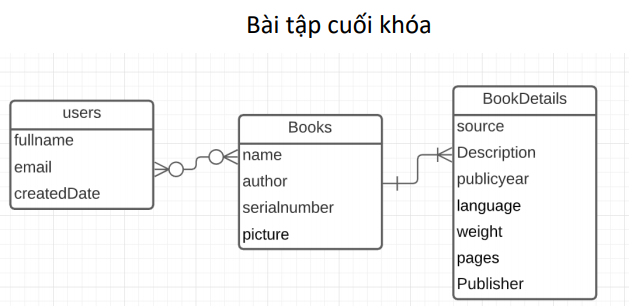 Bài tập cuối khóa
users
fullname
email
createdDate
Books
name
author
serialnumber
picture
BookDetails
source
Description
publicyear
language
weight
pages
Publisher